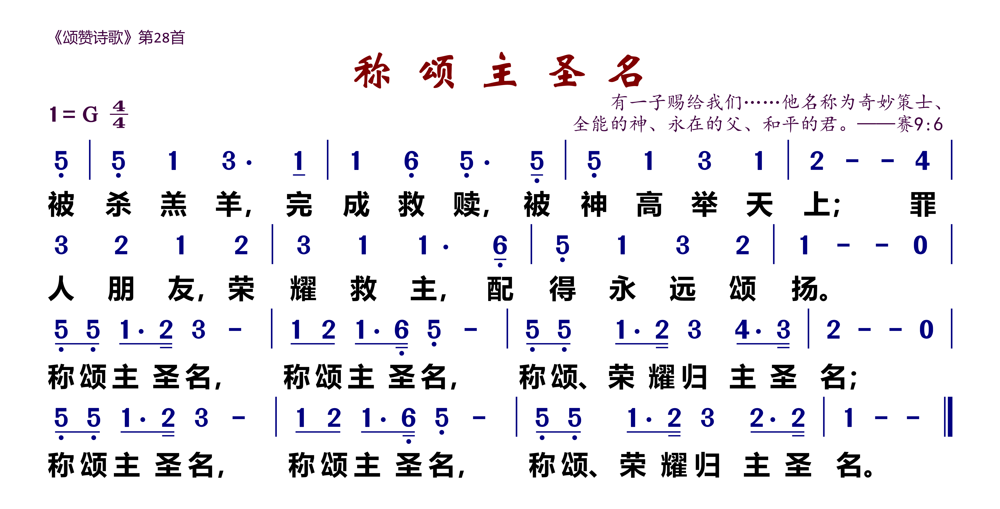 《颂赞诗歌》第28首
称颂主圣名
有一子赐给我们……他名称为奇妙策士、
1= G 4/4
全能的神、永在的父、和平的君。——赛9:6
5 | 5 1 3 · 1 | 1 6 5 · 5 | 5 1 3 1 | 2 - - 4 |
被 杀 羔 羊, 完 成 救 赎, 被 神 高 举 天 上; 罪
3 2 1 2 | 3 1 1 · 6 | 5 1 3 2 | 1 - - 0 |
人 朋 友, 荣 耀 救 主, 配 得 永 远 颂 扬。
5 5 1 · 2 3 - | 1 2 1 · 6 5 - | 5 5 1 · 2 3 4 · 3 | 2 - - 0 |
称 颂 主 圣 名, 称 颂 主 圣 名, 称 颂、 荣 耀 归 主 圣 名;
5 5 1 · 2 3 - | 1 2 1 · 6 5 - | 5 5 1 · 2 3 2 · 2 | 1 - - ‖
称 颂 主 圣 名, 称 颂 主 圣 名, 称 颂、 荣 耀 归 主 圣 名。